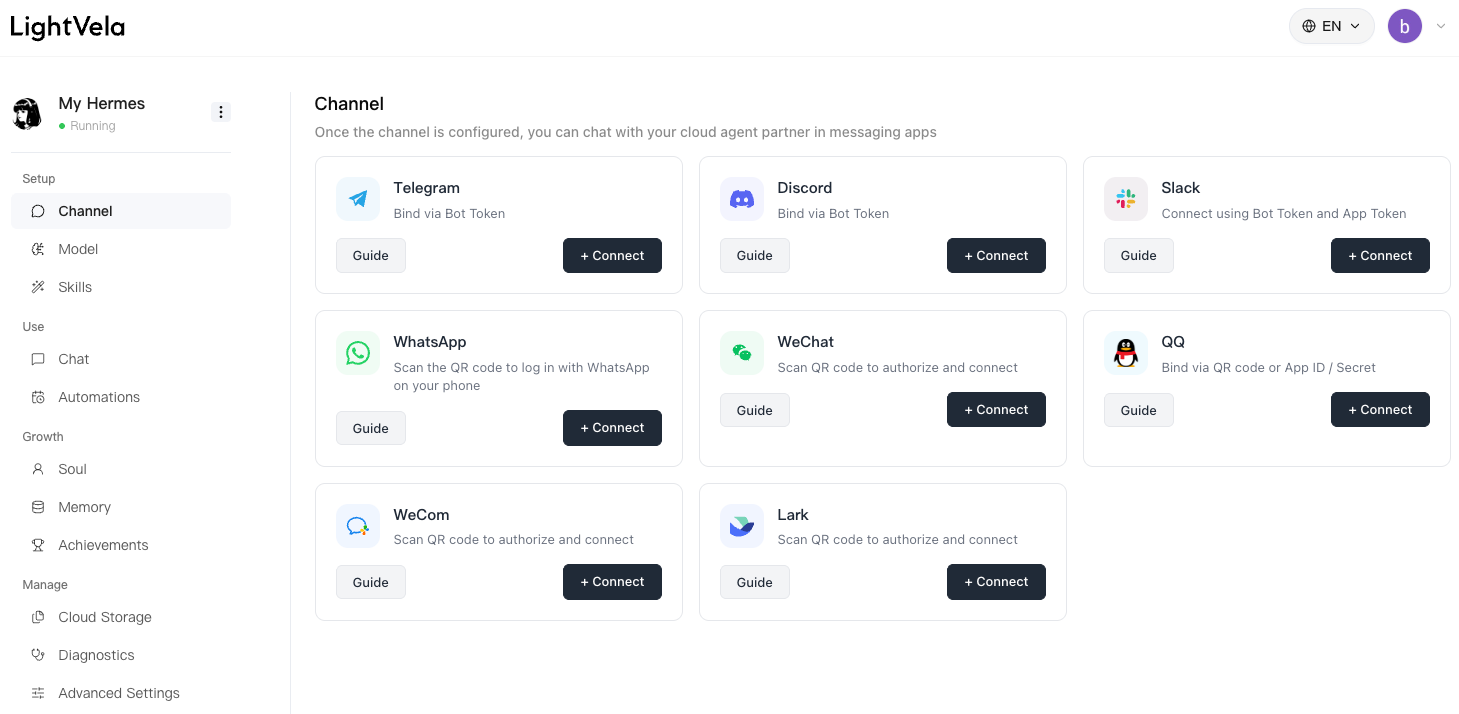 LightVela
EN
b
My Hermes
Running
Setup
Channel
Model
Skills
Use
Chat
Automations
Growth
Soul
Memory
Achievements
Manage
Cloud Storage
Diagnostics
Advanced Settings
Channel
Once the channel is configured, you can chat with your cloud agent partner in messaging apps
Telegram
Bind via Bot Token
Guide
+ Connect
Discord
Bind via Bot Token
Guide
+ Connect
Slack
Connect using Bot Token and App Token
Guide
+ Connect
WhatsApp
Scan the QR code to log in with WhatsApp
on your phone
Guide
+ Connect
WeChat
Scan QR code to authorize and connect
Guide
+ Connect
QQ
Bind via QR code or App ID / Secret
Guide
+ Connect
WeCom
Scan QR code to authorize and connect
Guide
+ Connect
Lark
Scan QR code to authorize and connect
Guide
+ Connect